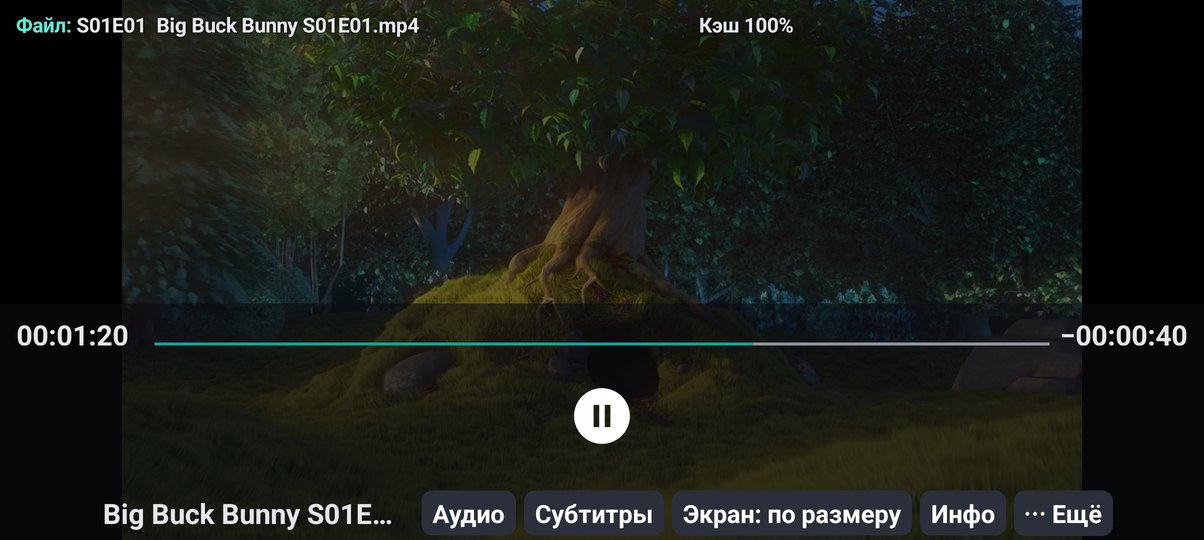 Файл: S01E01 Big Buck Bunny S01E01.mp4
Кэш 100%
00:01:20
−00:00:40
Big Buck Bunny S01E…
Аудио
Субтитры
Экран: по размеру
Инфо
··· Ещё